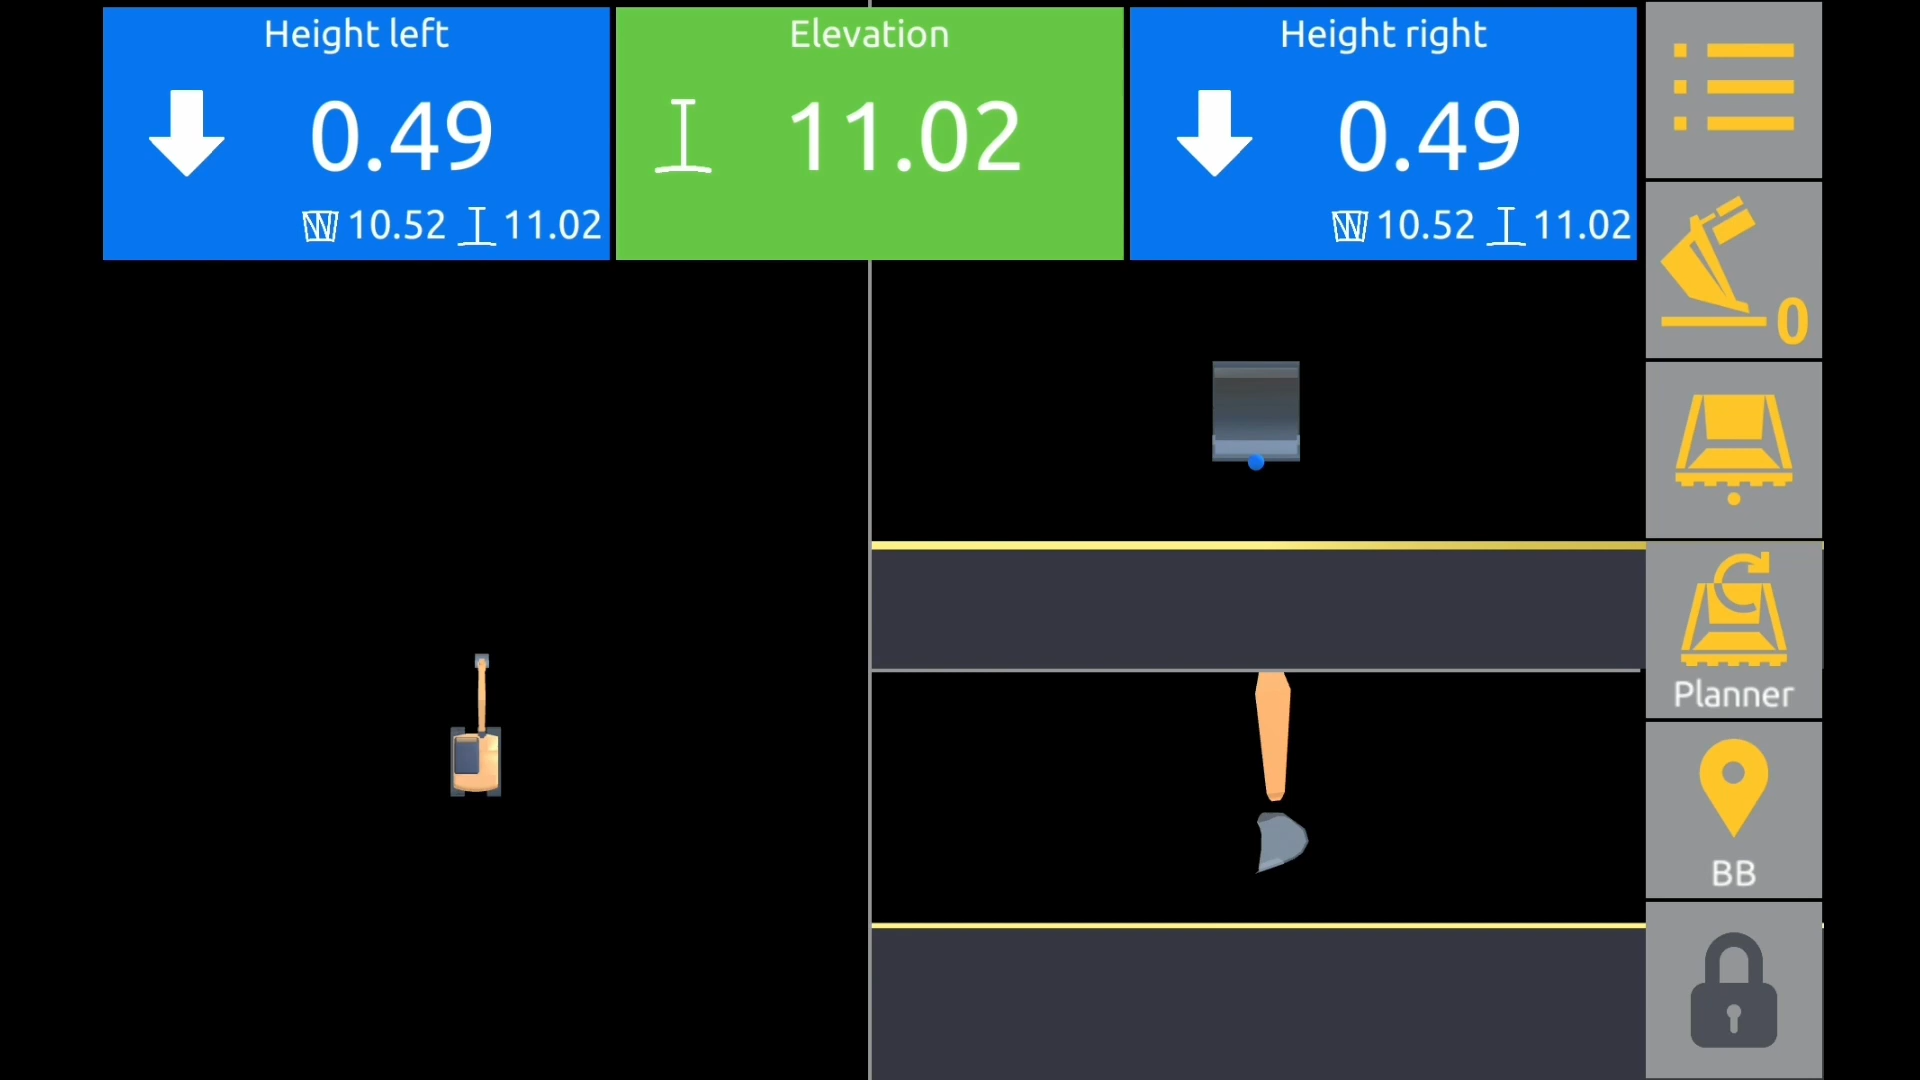 Height left
0.49
10.52 11.02
Elevation
11.02
Height right
0.49
10.52 11.02
0
Planner
BB